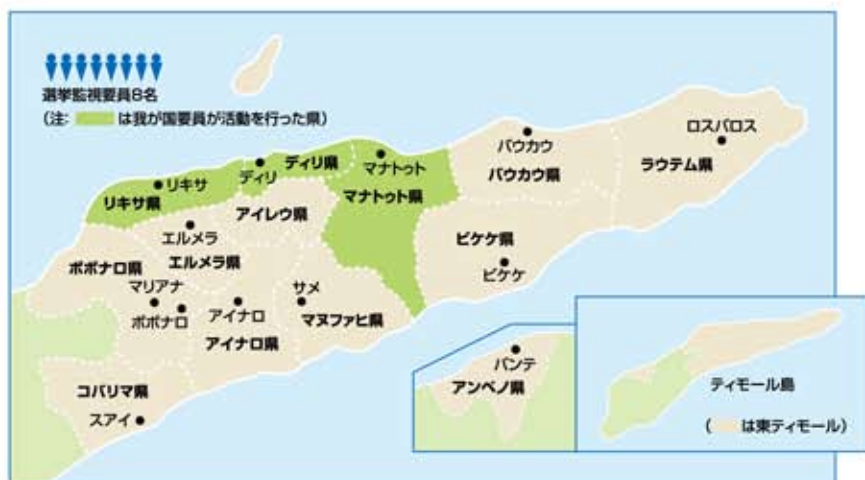 選挙監視要員8名
(注: は我が国要員が活動を行った県)
ロスパロス
バウカウ
ラウテム県
バウカウ県
マナトゥト
ディリ県
ディリ
リキサ
リキサ県
マナトゥト県
アイレウ県
エルメラ
エルメラ県
ビケケ県
ビケケ
ボボナロ県
マリアナ
ボボナロ
アイナロ
アイナロ県
サメ
マヌファヒ県
コバリマ県
スアイ
パンテ
アンベノ県
ティモール島
( は東ティモール)